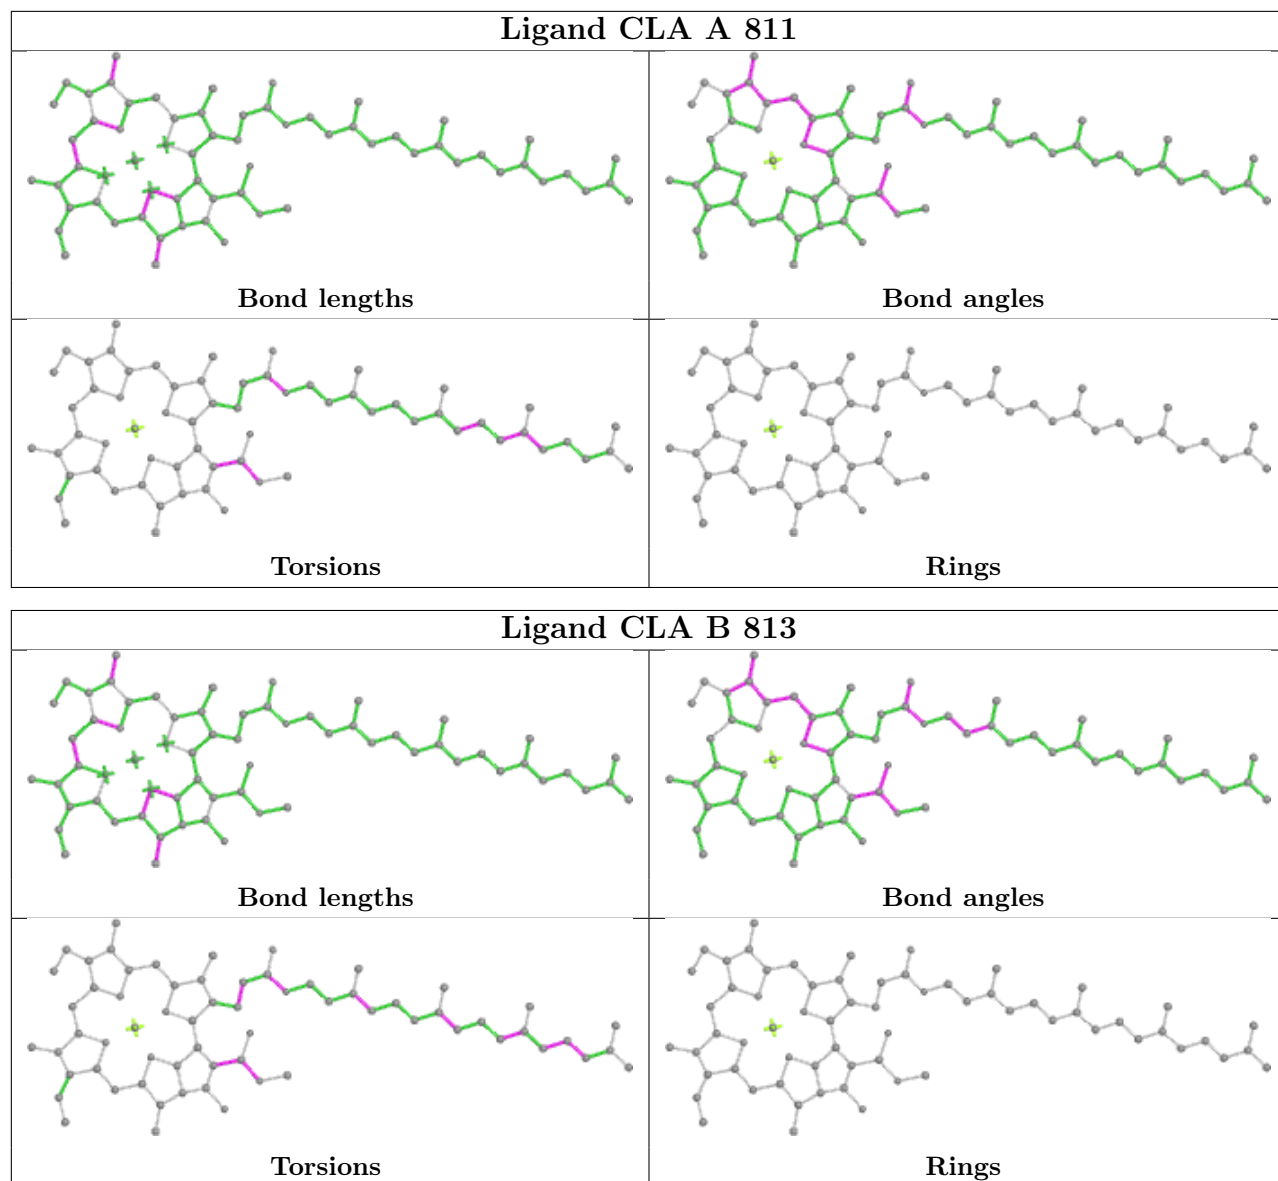 Ligand CLA A 811
Bond lengths
Bond angles
Torsions
Rings
Ligand CLA B 813
Bond lengths
Bond angles
Torsions
Rings